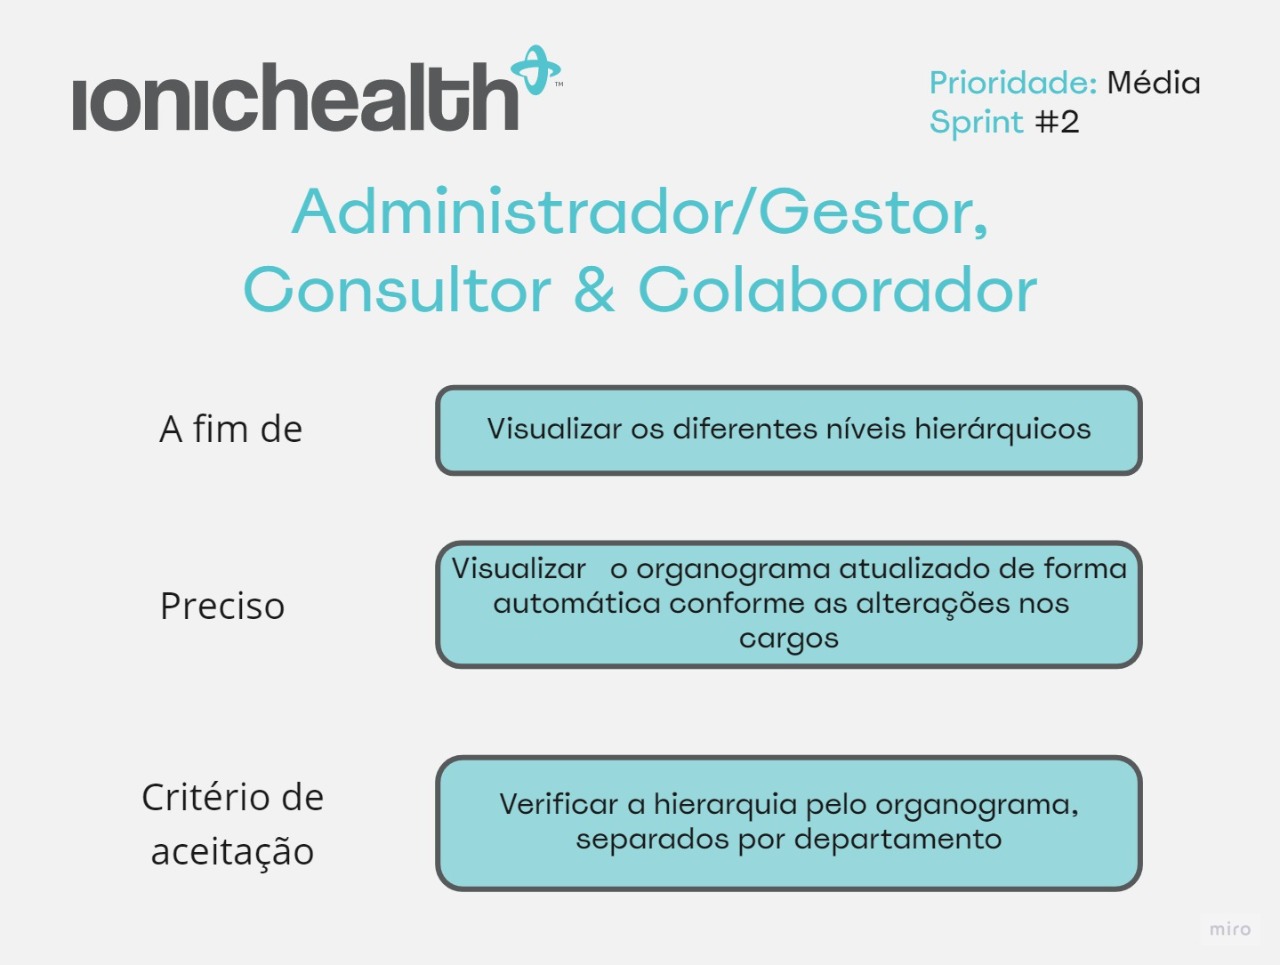 ionichealth™
Prioridade: Média
Sprint #2
Administrador/Gestor,
Consultor & Colaborador
A fim de
Visualizar os diferentes níveis hierárquicos
Preciso
Visualizar o organograma atualizado de forma
automática conforme as alterações nos
cargos
Critério de
aceitação
Verificar a hierarquia pelo organograma,
separados por departamento
miro